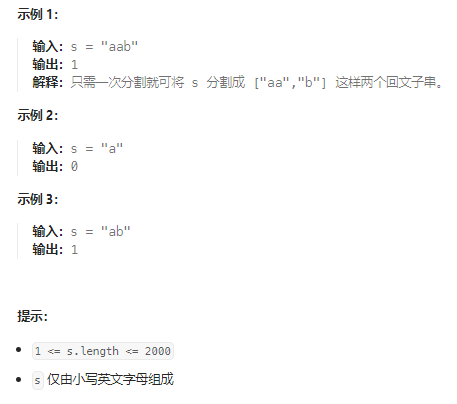 示例 1：
输入：s = "aab"
输出：1
解释：只需一次分割就可将 s 分割成 ["aa","b"] 这样两个回文子串。
示例 2：
输入：s = "a"
输出：0
示例 3：
输入：s = "ab"
输出：1
提示：
1 <= s.length <= 2000
s 仅由小写英文字母组成